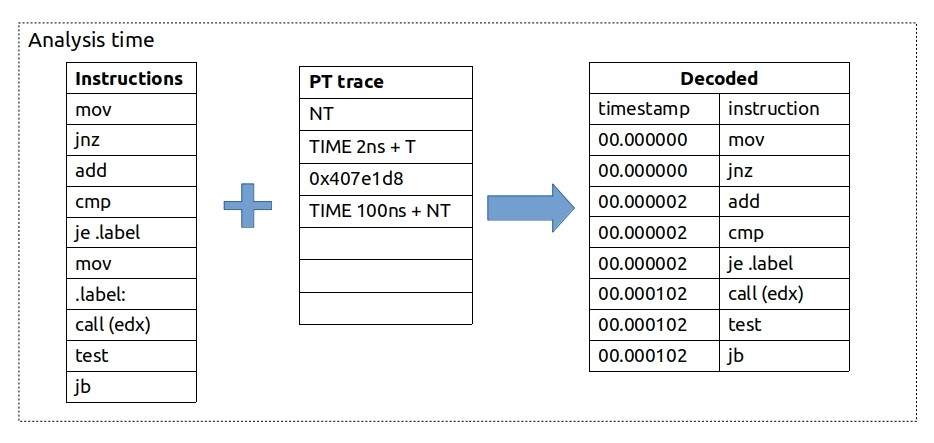 Analysis time
Instructions
mov
jnz
add
cmp
je .label
mov
.label:
call (edx)
test
jb
PT trace
NT
TIME 2ns + T
0x407e1d8
TIME 100ns + NT
Decoded
timestamp instruction
00.000000 mov
00.000000 jnz
00.000002 add
00.000002 cmp
00.000002 je .label
00.000102 call (edx)
00.000102 test
00.000102 jb